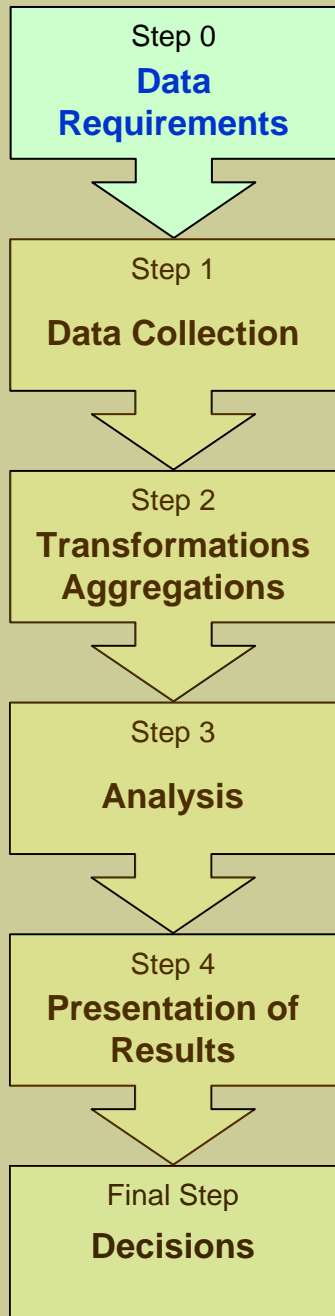 Step 0
Data
Requirements
Step 1
Data Collection
Step 2
Transformations
Aggregations
Step 3
Analysis
Step 4
Presentation of
Results
Final Step
Decisions